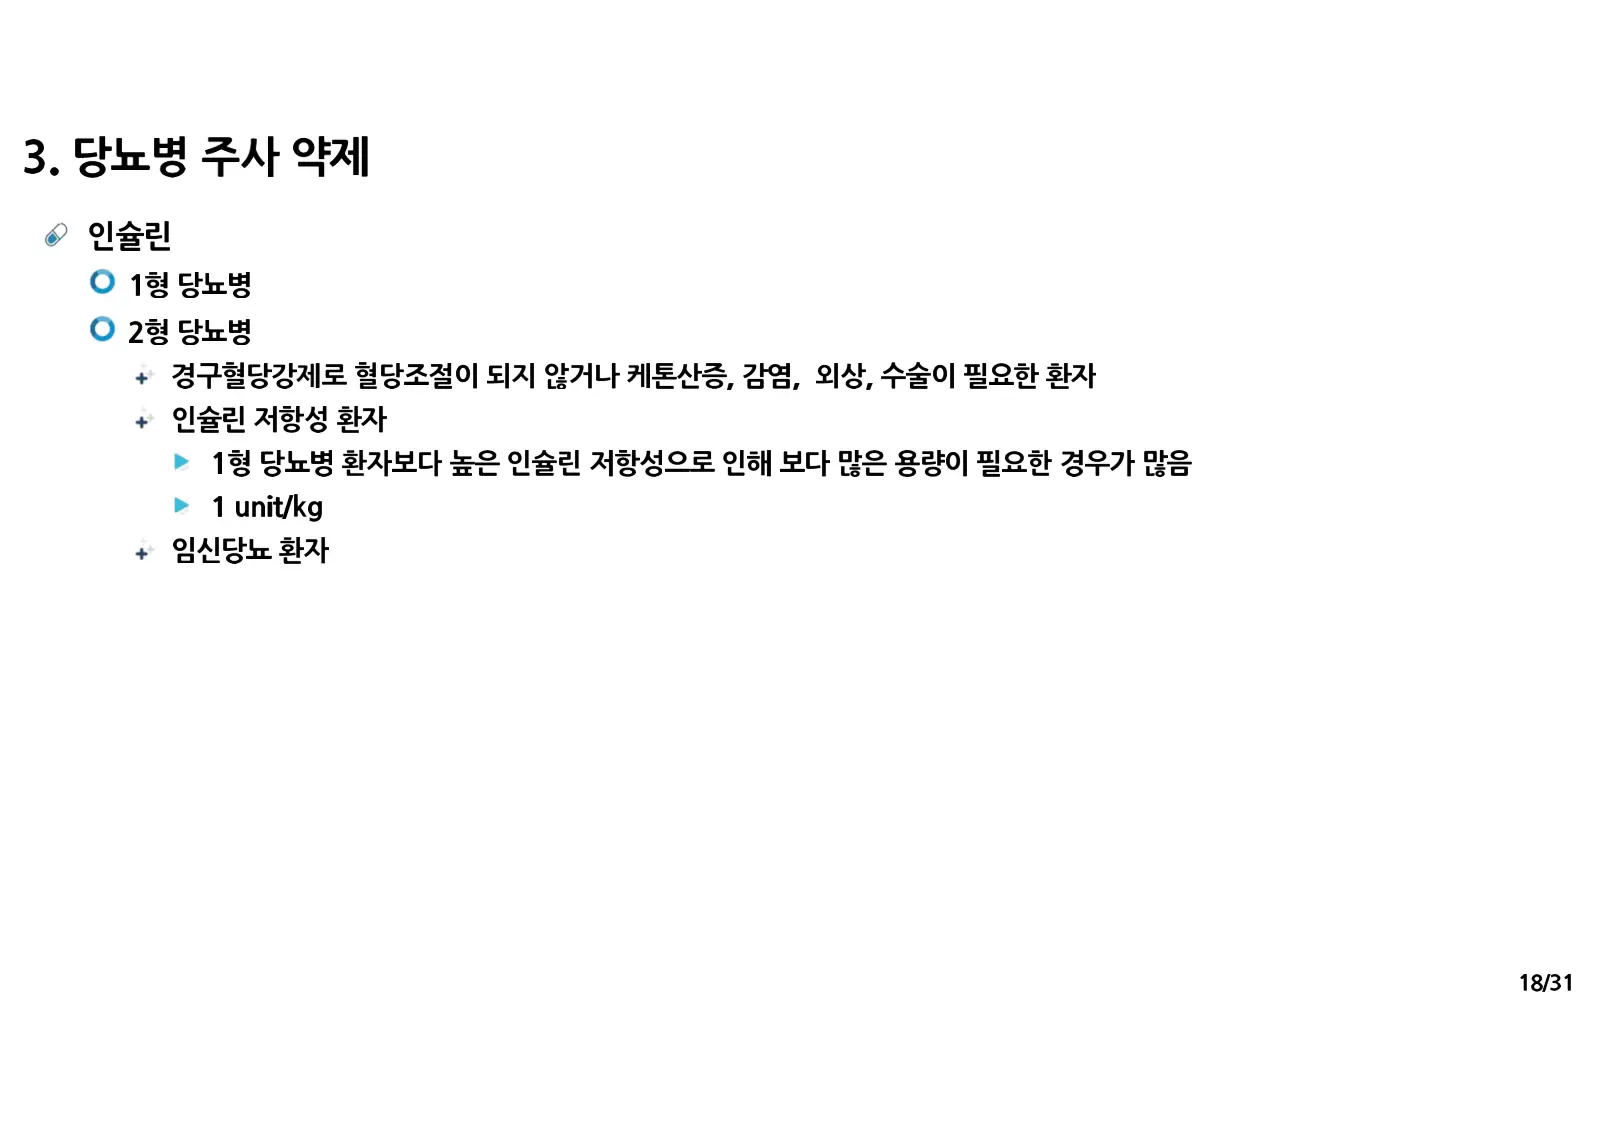 3. 당뇨병 주사 약제
인슐린
1형 당뇨병
2형 당뇨병
경구혈당강제로 혈당조절이 되지 않거나 케톤산증, 감염,  외상, 수술이 필요한 환자
인슐린 저항성 환자
1형 당뇨병 환자보다 높은 인슐린 저항성으로 인해 보다 많은 용량이 필요한 경우가 많음
1 unit/kg
임신당뇨 환자
18/31